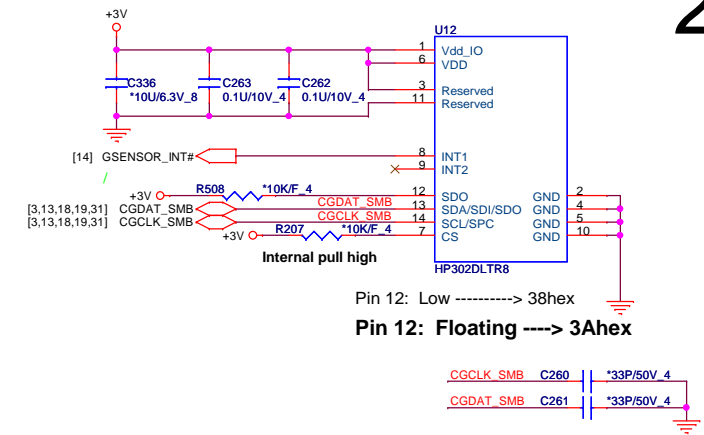 +3V
U12
1 Vdd_IO
6 VDD
C336
*10U/6.3V_8
C263
0.1U/10V_4
C262
0.1U/10V_4
3 Reserved
11 Reserved
[14] GSENSOR_INT#
8 INT1
9 INT2
/
+3V R508 *10K/F_4
12 SDO
GND 2
[3,13,18,19,31] CGDAT_SMB
CGDAT_SMB
13 SDA/SDI/SDO
GND 4
[3,13,18,19,31] CGCLK_SMB
CGCLK_SMB
14 SCL/SPC
GND 5
+3V R207 *10K/F_4
7 CS
GND 10
Internal pull high
HP302DLTR8
Pin 12: Low ----------> 38hex
Pin 12: Floating ----> 3Ahex
CGCLK_SMB C260 *33P/50V_4
CGDAT_SMB C261 *33P/50V_4